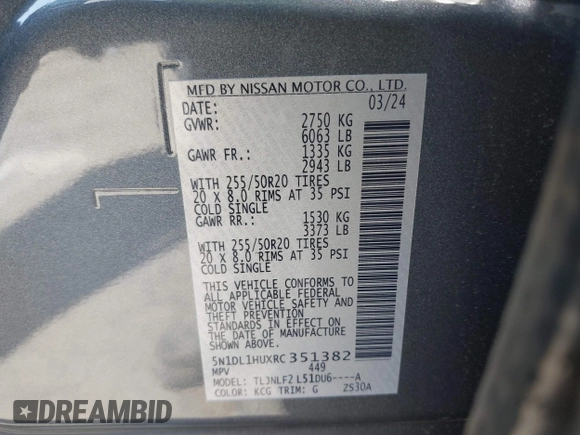 MFD BY NISSAN MOTOR CO., LTD.
DATE: 03/24
GVWR: 2750 KG
6063 LB
GAWR FR.: 1335 KG
2943 LB
WITH 255/50R20 TIRES
20 X 8.0 RIMS AT 35 PSI
COLD SINGLE
GAWR RR.: 1530 KG
3373 LB
WITH 255/50R20 TIRES
20 X 8.0 RIMS AT 35 PSI
COLD SINGLE
THIS VEHICLE CONFORMS TO
ALL APPLICABLE FEDERAL
MOTOR VEHICLE SAFETY AND
THEFT PREVENTION
STANDARDS IN EFFECT ON
THE DATE OF MANUFACTURE
SHOWN ABOVE.
5N1DL1HUXRC351382
MPV 449
MODEL: TLJNLF2 L51DU6----A
COLOR: KCG TRIM: G ZS30A
DREAMBID
DREAMBID